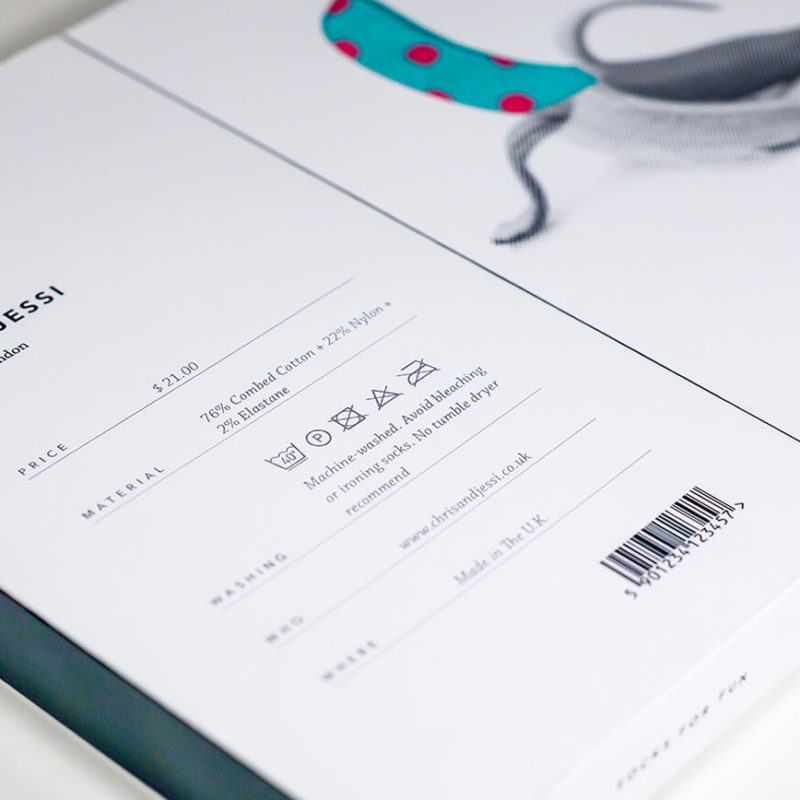 JESSI
ndon
PRICE
$ 21.00
MATERIAL
76% Combed Cotton + 22% Nylon +
2% Elastane
WASHING
40°
P
Machine-washed. Avoid bleaching
or ironing socks. No tumble dryer
recommend
WHO
www.chrisandjessi.co.uk
WHERE
Made in The U.K.
5 901234 123457 >
SOCKS FOR FUN